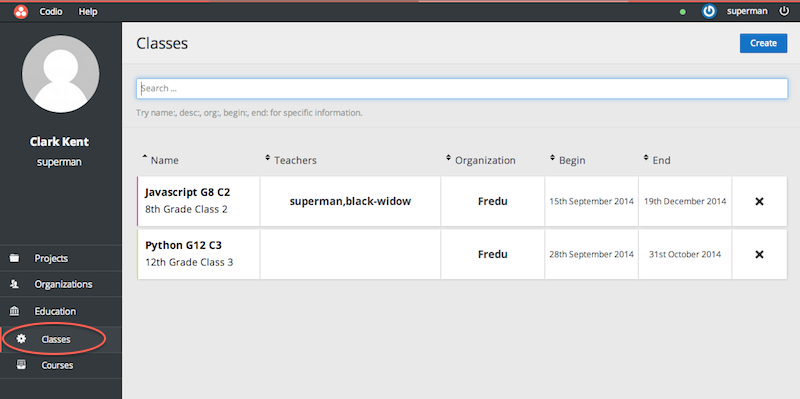 Codio Help superman
Clark Kent
superman
Projects
Organizations
Education
Classes
Courses
Classes
Create
Search ...
Try name:, desc:, org:, begin:, end: for specific information.
Name Teachers Organization Begin End
Javascript G8 C2
8th Grade Class 2
superman,black-widow Fredu 15th September 2014 19th December 2014
Python G12 C3
12th Grade Class 3
Fredu 28th September 2014 31st October 2014